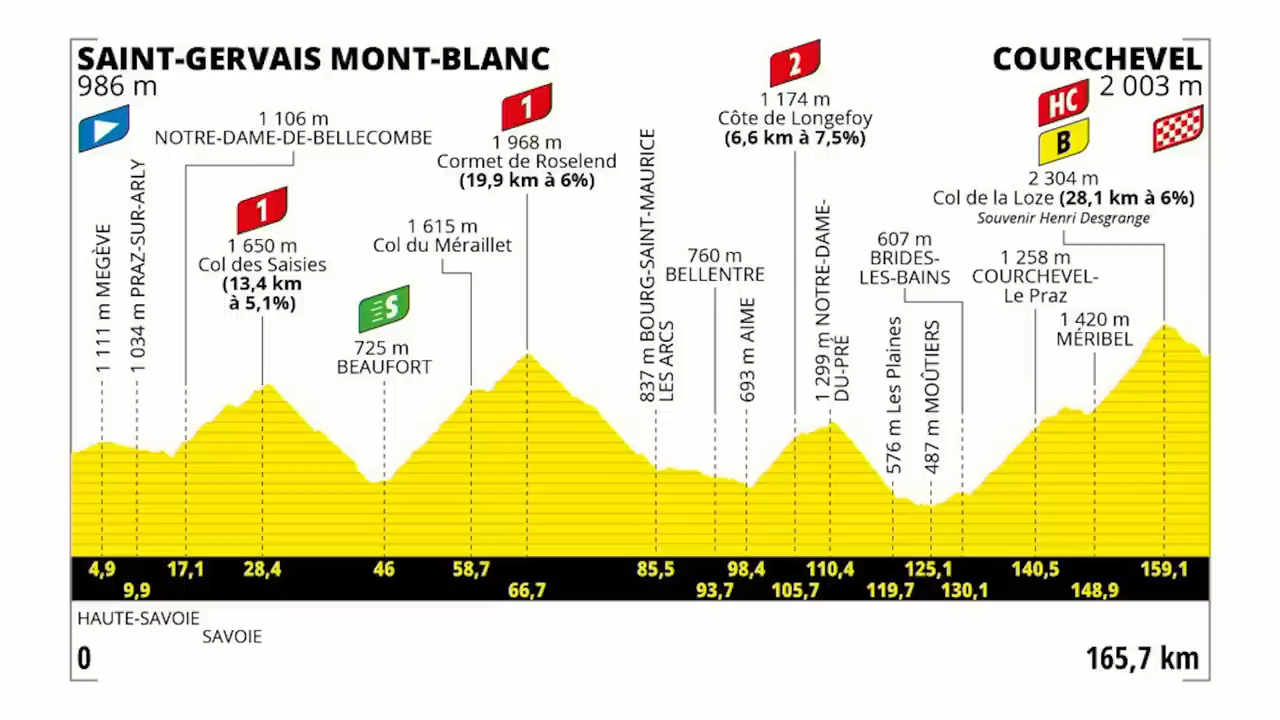 SAINT-GERVAIS MONT-BLANC
986 m
COURCHEVEL
2 003 m
1 111 m MEGÈVE
1 034 m PRAZ-SUR-ARLY
1 106 m
NOTRE-DAME-DE-BELLECOMBE
1
1 650 m
Col des Saisies
(13,4 km
à 5,1%)
S
725 m
BEAUFORT
1 615 m
Col du Méraillet
1
1 968 m
Cormet de Roselend
(19,9 km à 6%)
837 m BOURG-SAINT-MAURICE
LES ARCS
760 m
BELLENTRE
693 m AIME
2
1 174 m
Côte de Longefoy
(6,6 km à 7,5%)
1 299 m NOTRE-DAME-
DU-PRÉ
576 m Les Plaines
607 m
BRIDES-
LES-BAINS
487 m MOÛTIERS
1 258 m
COURCHEVEL-
Le Praz
1 420 m
MÉRIBEL
HC
B
2 304 m
Col de la Loze (28,1 km à 6%)
Souvenir Henri Desgrange
4,9 17,1 28,4 46 58,7 85,5 98,4 110,4 125,1 140,5 159,1
9,9 66,7 93,7 105,7 119,7 130,1 148,9
HAUTE-SAVOIE
SAVOIE
0
165,7 km